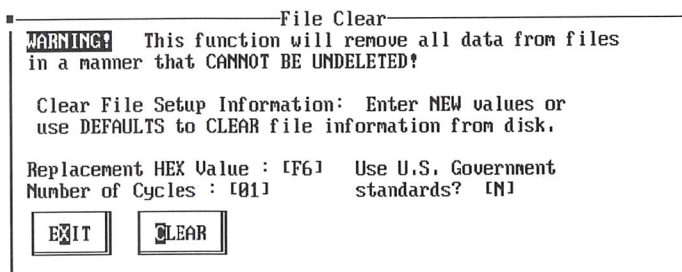 File Clear
WARNING! This function will remove all data from files
in a manner that CANNOT BE UNDELETED!
Clear File Setup Information: Enter NEW values or
use DEFAULTS to CLEAR file information from disk.
Replacement HEX Value : [F6] Use U.S. Government
Number of Cycles : [01] standards? [N]
EXIT CLEAR